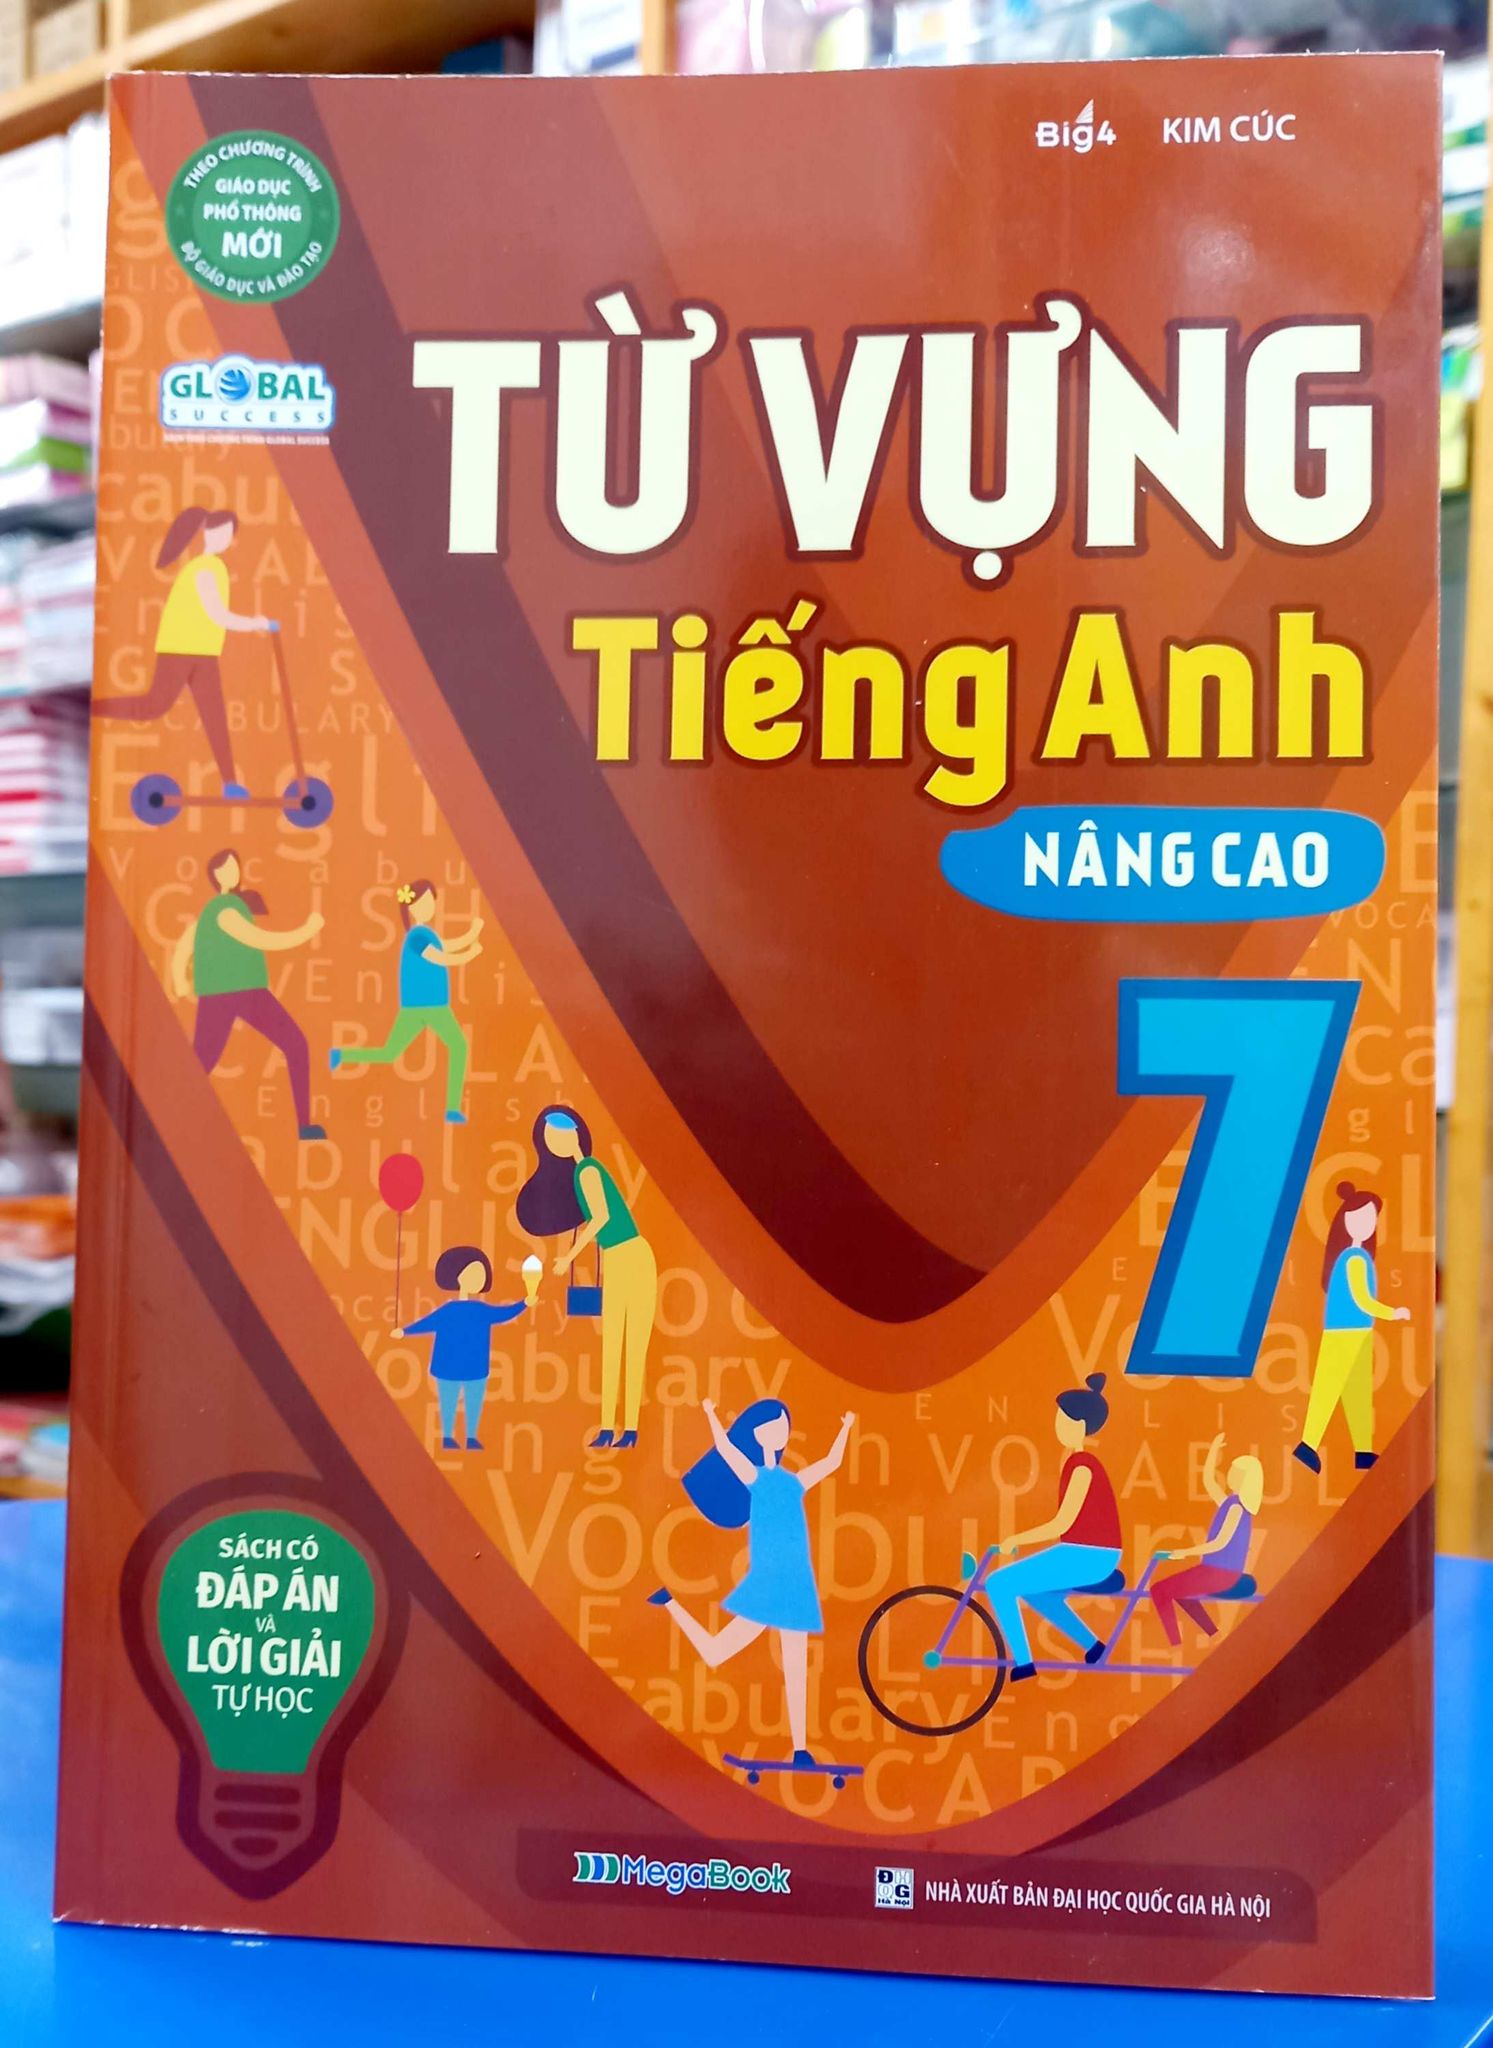 Big4 KIM CÚC
THEO CHƯƠNG TRÌNH
GIÁO DỤC
PHỔ THÔNG
MỚI
BỘ GIÁO DỤC VÀ ĐÀO TẠO
GLOBAL
SUCCESS
TỪ VỰNG
Tiếng Anh
NÂNG CAO
7
SÁCH CÓ
ĐÁP ÁN
VÀ
LỜI GIẢI
TỰ HỌC
MegaBook
NHÀ XUẤT BẢN ĐẠI HỌC QUỐC GIA HÀ NỘI